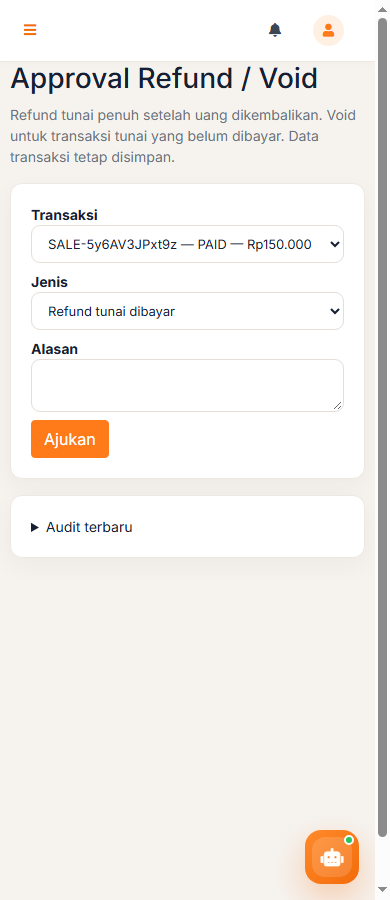 Approval Refund / Void
Refund tunai penuh setelah uang dikembalikan. Void
untuk transaksi tunai yang belum dibayar. Data
transaksi tetap disimpan.
Transaksi
SALE-5y6AV3JPxt9z — PAID — Rp150.000
Jenis
Refund tunai dibayar
Alasan
Ajukan
Audit terbaru